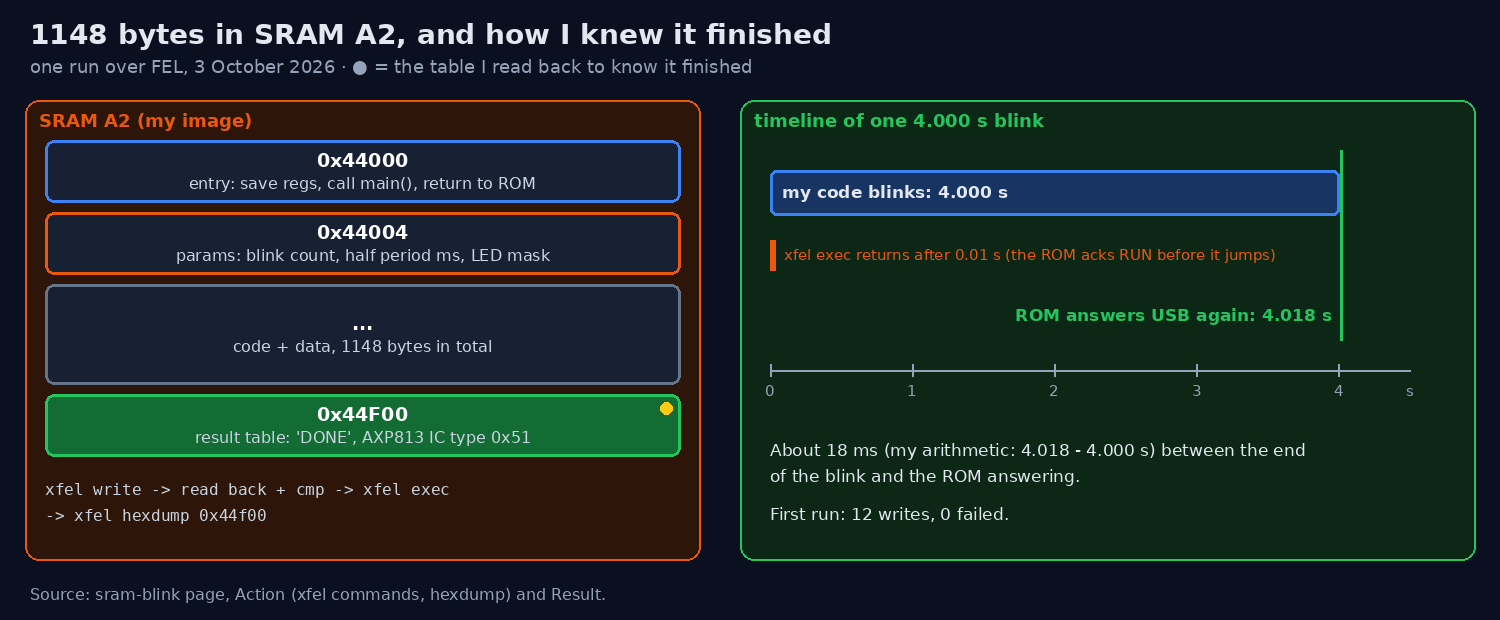 1148 bytes in SRAM A2, and how I knew it finished
one run over FEL, 3 October 2026 · ● = the table I read back to know it finished
SRAM A2 (my image)
0x44000
entry: save regs, call main(), return to ROM
0x44004
params: blink count, half period ms, LED mask
...
code + data, 1148 bytes in total
0x44F00
result table: 'DONE', AXP813 IC type 0x51
xfel write -> read back + cmp -> xfel exec
-> xfel hexdump 0x44f00
timeline of one 4.000 s blink
my code blinks: 4.000 s
xfel exec returns after 0.01 s (the ROM acks RUN before it jumps)
ROM answers USB again: 4.018 s
0 1 2 3 4 s
About 18 ms (my arithmetic: 4.018 - 4.000 s) between the end
of the blink and the ROM answering.
First run: 12 writes, 0 failed.
Source: sram-blink page, Action (xfel commands, hexdump) and Result.